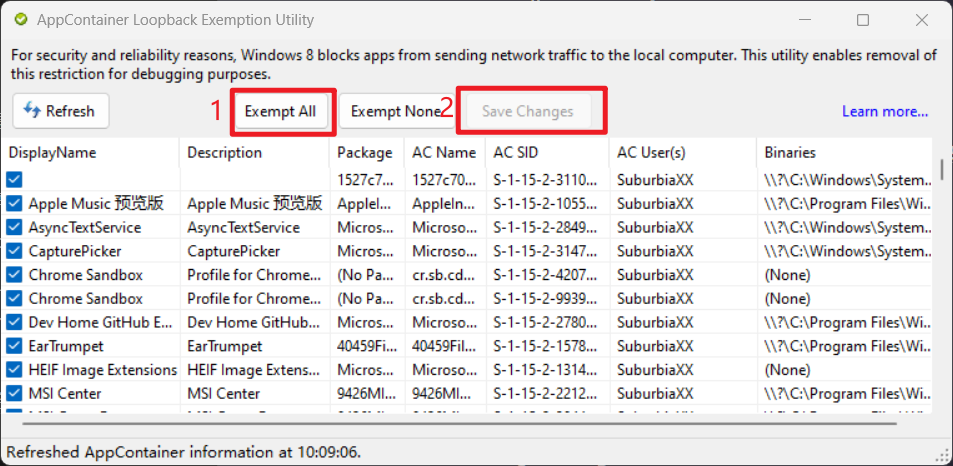 AppContainer Loopback Exemption Utility
For security and reliability reasons, Windows 8 blocks apps from sending network traffic to the local computer. This utility enables removal of
this restriction for debugging purposes.
Refresh 1 Exempt All Exempt None 2 Save Changes Learn more...
DisplayName Description Package AC Name AC SID AC User(s) Binaries
1527c7... 1527c70... S-1-15-2-3110... SuburbiaXX \\?\C:\Windows\System...
Apple Music 预览版 Apple Music 预览版 AppleI... AppleIn... S-1-15-2-1055... SuburbiaXX \\?\C:\Program Files\Wi...
AsyncTextService AsyncTextService Micros... Microso... S-1-15-2-2849... SuburbiaXX \\?\C:\Windows\System...
CapturePicker CapturePicker Micros... Microso... S-1-15-2-3147... SuburbiaXX \\?\C:\Windows\System...
Chrome Sandbox Profile for Chrome... (No Pa... cr.sb.cd... S-1-15-2-4207... SuburbiaXX (None)
Chrome Sandbox Profile for Chrome... (No Pa... cr.sb.cd... S-1-15-2-9939... SuburbiaXX (None)
Dev Home GitHub E... Dev Home GitHub... Micros... Microso... S-1-15-2-2780... SuburbiaXX \\?\C:\Program Files\Wi...
EarTrumpet EarTrumpet 40459Fi... 40459Fil... S-1-15-2-1578... SuburbiaXX \\?\C:\Program Files\Wi...
HEIF Image Extensions HEIF Image Extens... Micros... Microso... S-1-15-2-1314... SuburbiaXX (None)
MSI Center MSI Center 9426MI... 9426MI... S-1-15-2-2212... SuburbiaXX \\?\C:\Program Files\Wi...
Refreshed AppContainer information at 10:09:06.